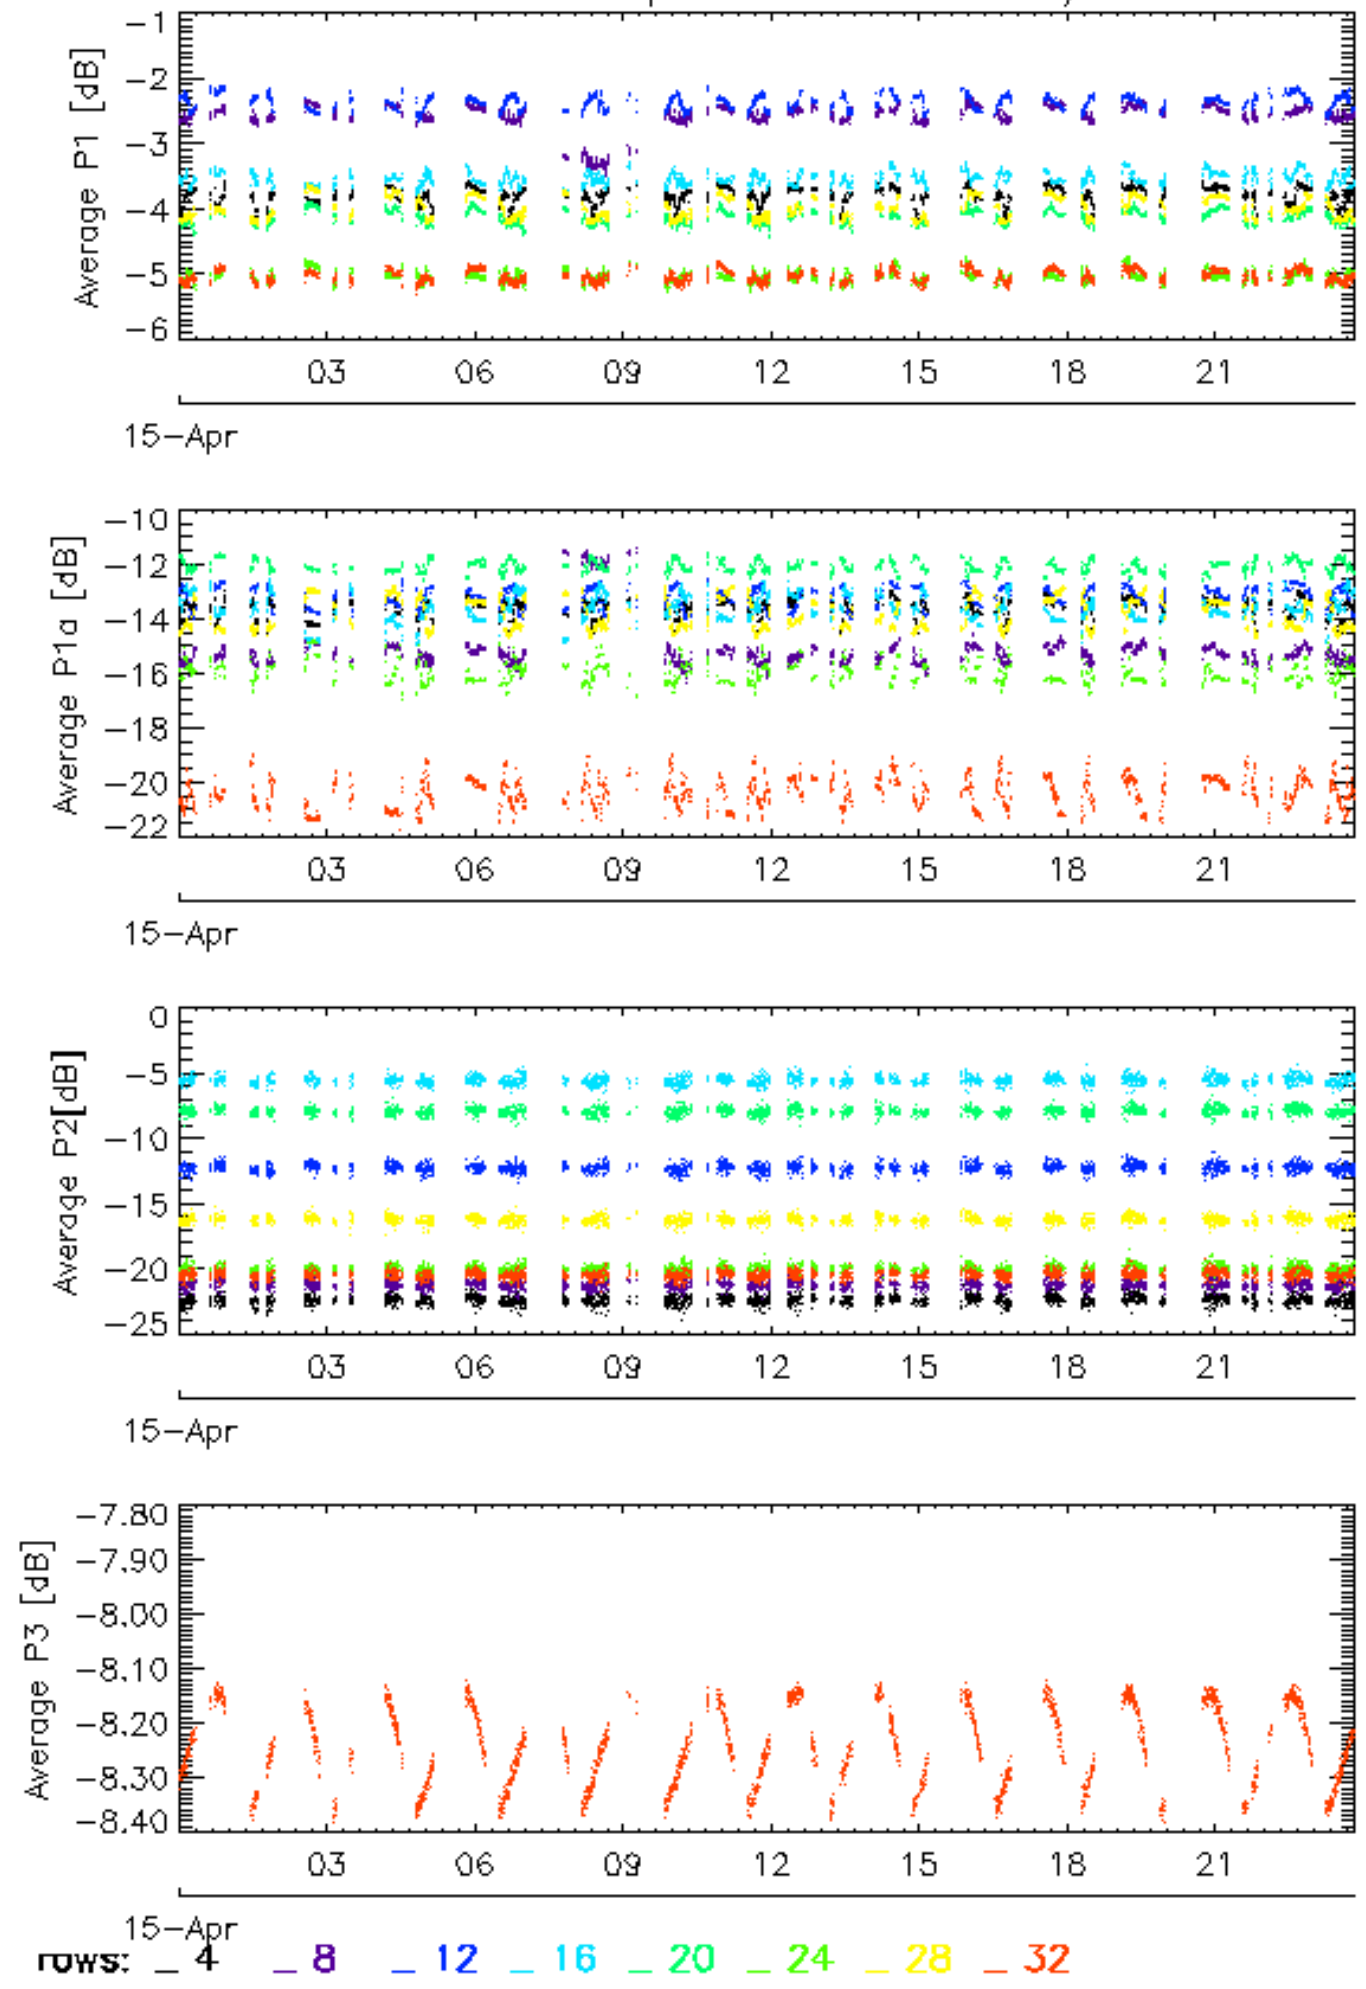 Average P1 [dB]
-1
-2
-3
-4
-5
-6
03 06 09 12 15 18 21
15-Apr
Average P1a [dB]
-10
-12
-14
-16
-18
-20
-22
03 06 09 12 15 18 21
15-Apr
Average P2[dB]
0
-5
-10
-15
-20
-25
03 06 09 12 15 18 21
15-Apr
Average P3 [dB]
-7.80
-7.90
-8.00
-8.10
-8.20
-8.30
-8.40
03 06 09 12 15 18 21
15-Apr
rows: _ 4 _ 8 _ 12 _ 16 _ 20 _ 24 _ 28 _ 32